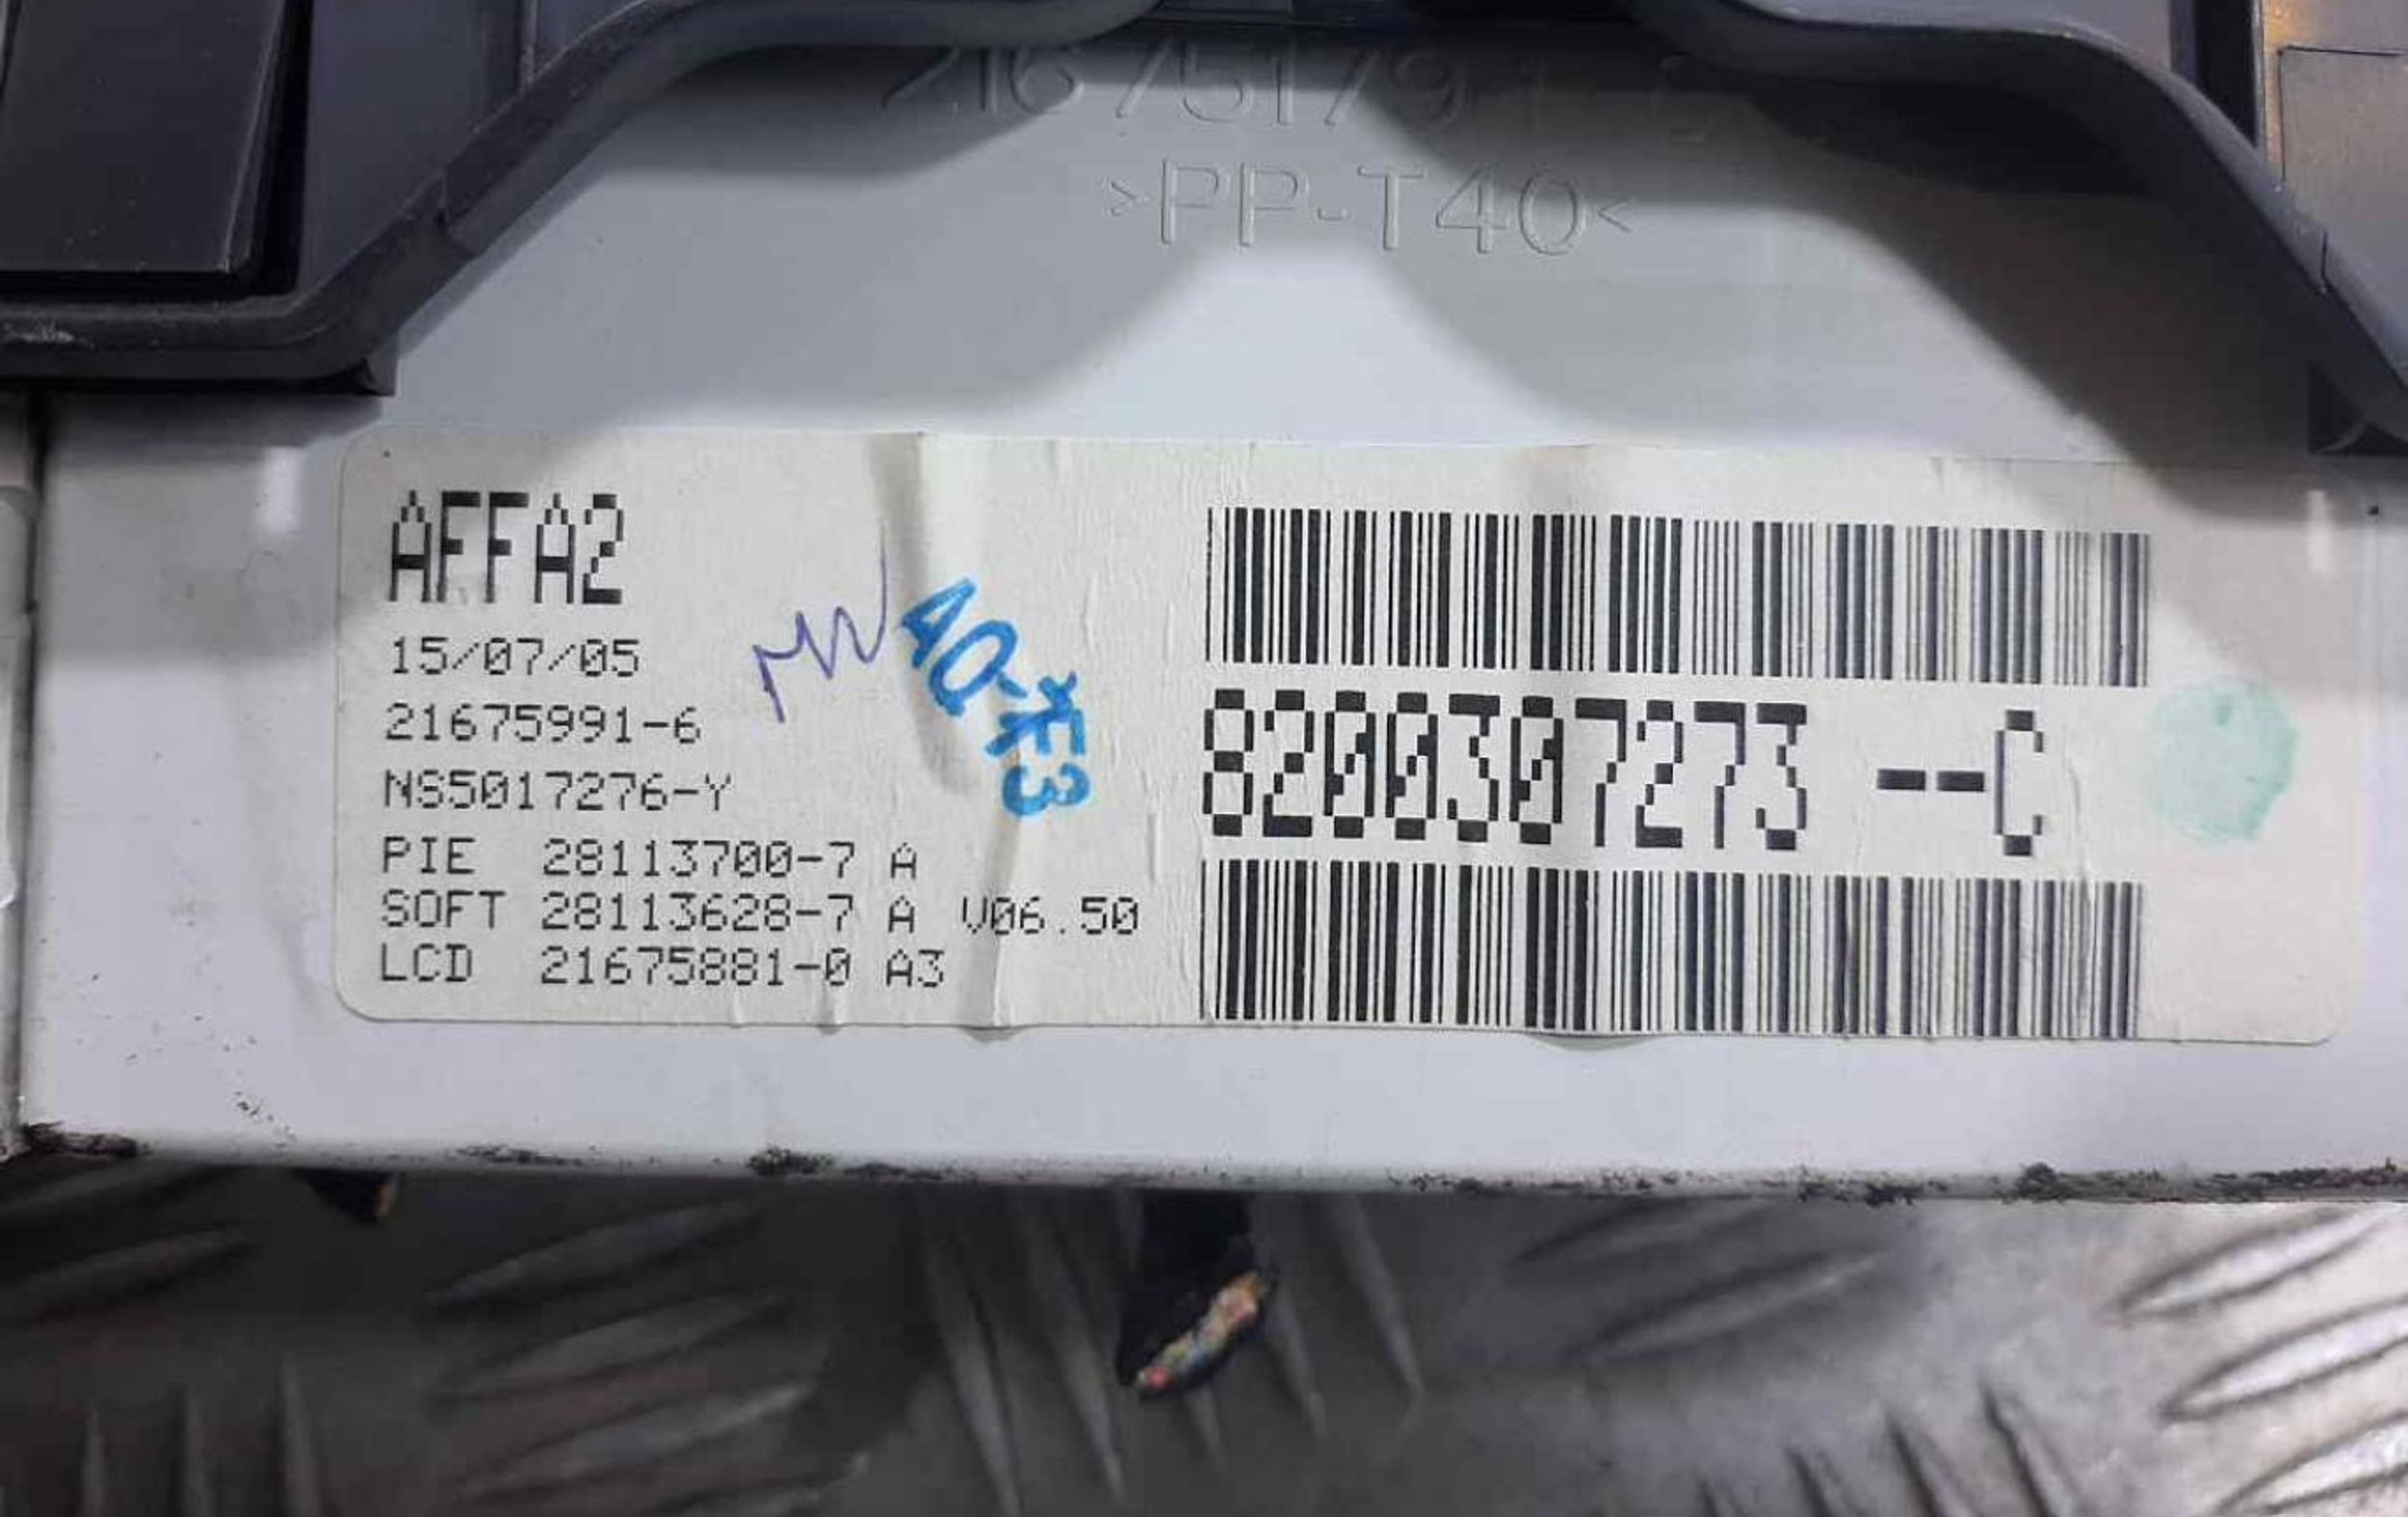 >PP-T40<
AFFA2
15/07/05
21675991-6
NS5017276-Y
PIE 28113700-7 A
SOFT 28113628-7 A V06.50
LCD 21675881-0 A3
8200307273 --C